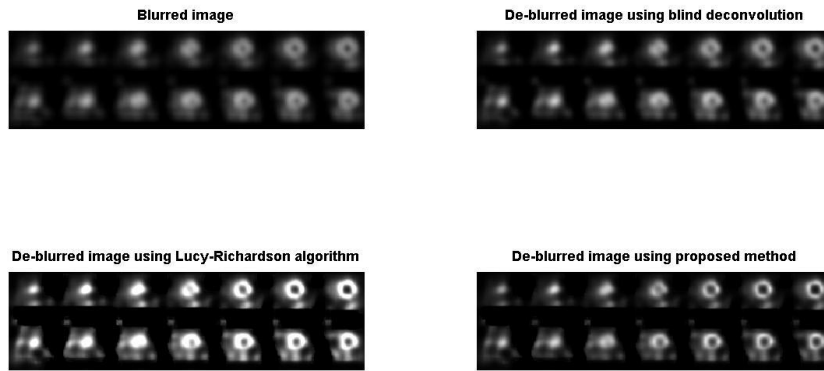 Blurred image
De-blurred image using blind deconvolution
De-blurred image using Lucy-Richardson algorithm
De-blurred image using proposed method